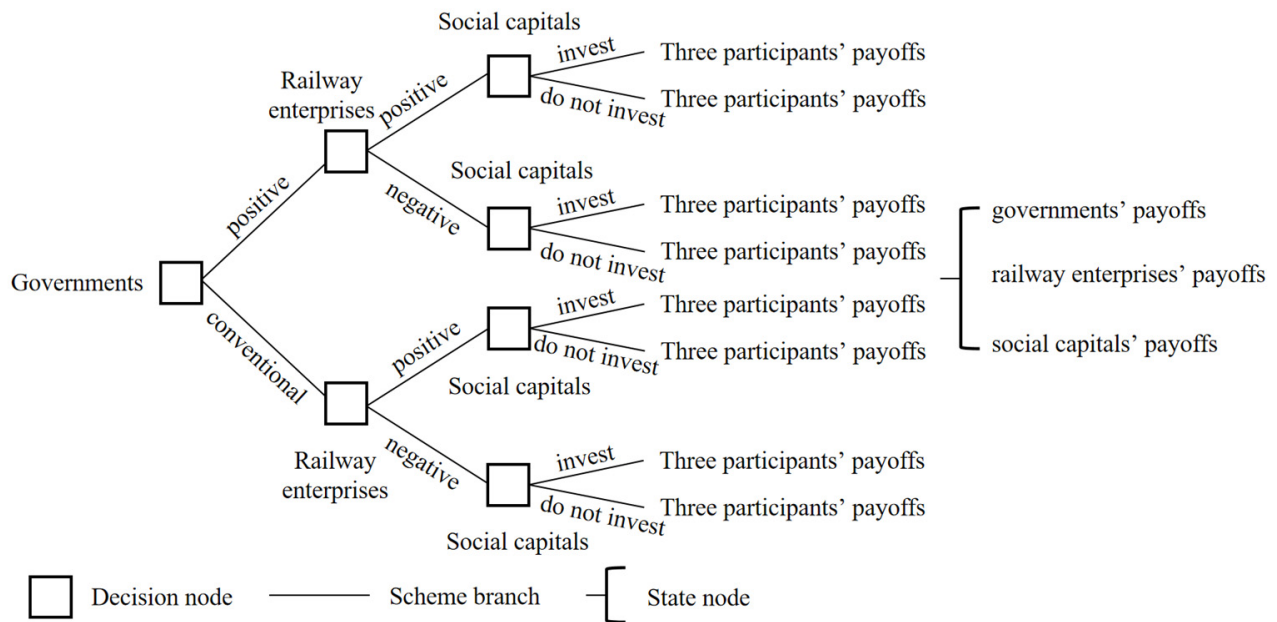 Social capitals
invest
Three participants’ payoffs
do not invest
Three participants’ payoffs
Railway
enterprises
positive
Social capitals
negative
invest
Three participants’ payoffs
do not invest
Three participants’ payoffs
positive
Governments
conventional
invest
Three participants’ payoffs
positive
do not invest
Three participants’ payoffs
Social capitals
Railway
enterprises
negative
invest
Three participants’ payoffs
do not invest
Three participants’ payoffs
Social capitals
governments’ payoffs
railway enterprises’ payoffs
social capitals’ payoffs
Decision node
Scheme branch
State node